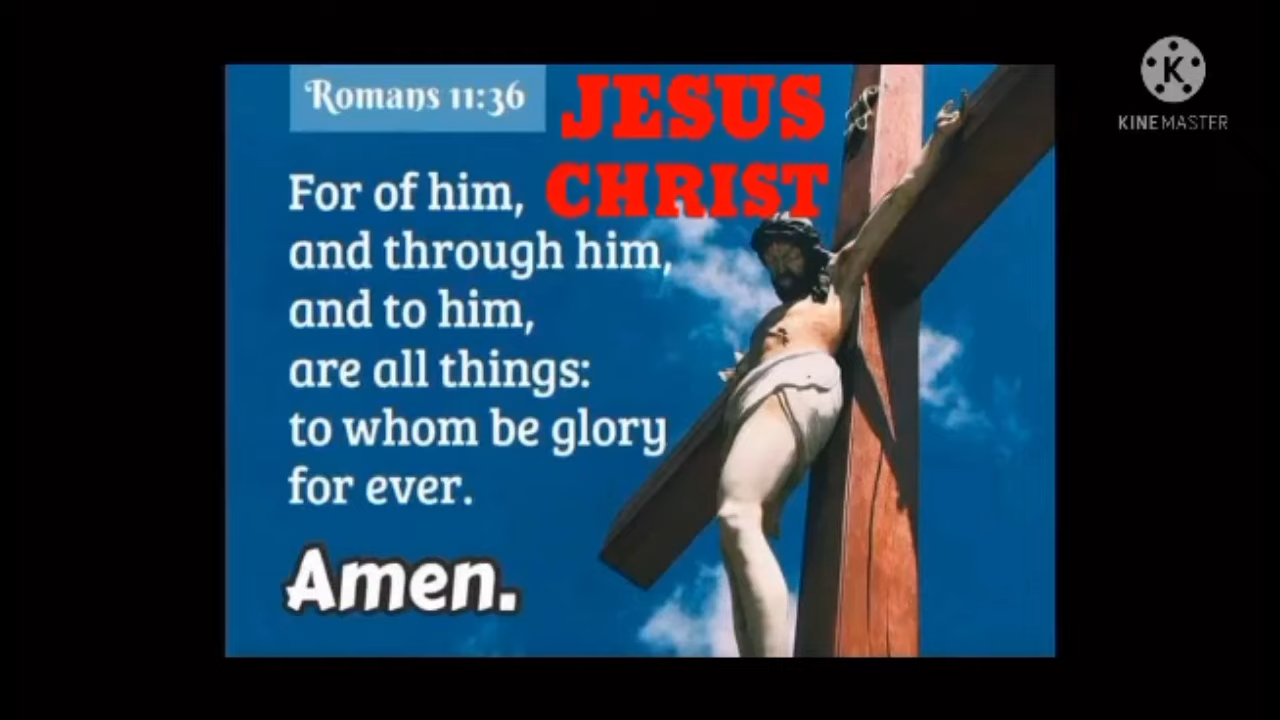 Romans 11:36
JESUS
CHRIST
For of him,
and through him,
and to him,
are all things:
to whom be glory
for ever.
Amen.
K
KINEMASTER